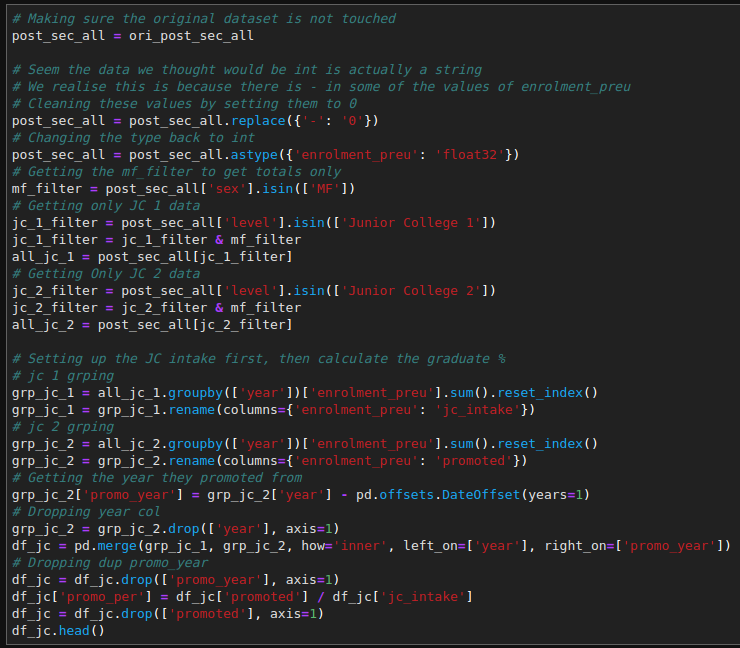 # Making sure the original dataset is not touched
post_sec_all = ori_post_sec_all

# Seem the data we thought would be int is actually a string
# We realise this is because there is - in some of the values of enrolment_preu
# Cleaning these values by setting them to 0
post_sec_all = post_sec_all.replace({'-': '0'})
# Changing the type back to int
post_sec_all = post_sec_all.astype({'enrolment_preu': 'float32'})
# Getting the mf_filter to get totals only
mf_filter = post_sec_all['sex'].isin(['MF'])
# Getting only JC 1 data
jc_1_filter = post_sec_all['level'].isin(['Junior College 1'])
jc_1_filter = jc_1_filter & mf_filter
all_jc_1 = post_sec_all[jc_1_filter]
# Getting Only JC 2 data
jc_2_filter = post_sec_all['level'].isin(['Junior College 2'])
jc_2_filter = jc_2_filter & mf_filter
all_jc_2 = post_sec_all[jc_2_filter]

# Setting up the JC intake first, then calculate the graduate %
# jc 1 grping
grp_jc_1 = all_jc_1.groupby(['year'])['enrolment_preu'].sum().reset_index()
grp_jc_1 = grp_jc_1.rename(columns={'enrolment_preu': 'jc_intake'})
# jc 2 grping
grp_jc_2 = all_jc_2.groupby(['year'])['enrolment_preu'].sum().reset_index()
grp_jc_2 = grp_jc_2.rename(columns={'enrolment_preu': 'promoted'})
# Getting the year they promoted from
grp_jc_2['promo_year'] = grp_jc_2['year'] - pd.offsets.DateOffset(years=1)
# Dropping year col
grp_jc_2 = grp_jc_2.drop(['year'], axis=1)
df_jc = pd.merge(grp_jc_1, grp_jc_2, how='inner', left_on=['year'], right_on=['promo_year'])
# Dropping dup promo_year
df_jc = df_jc.drop(['promo_year'], axis=1)
df_jc['promo_per'] = df_jc['promoted'] / df_jc['jc_intake']
df_jc = df_jc.drop(['promoted'], axis=1)
df_jc.head()